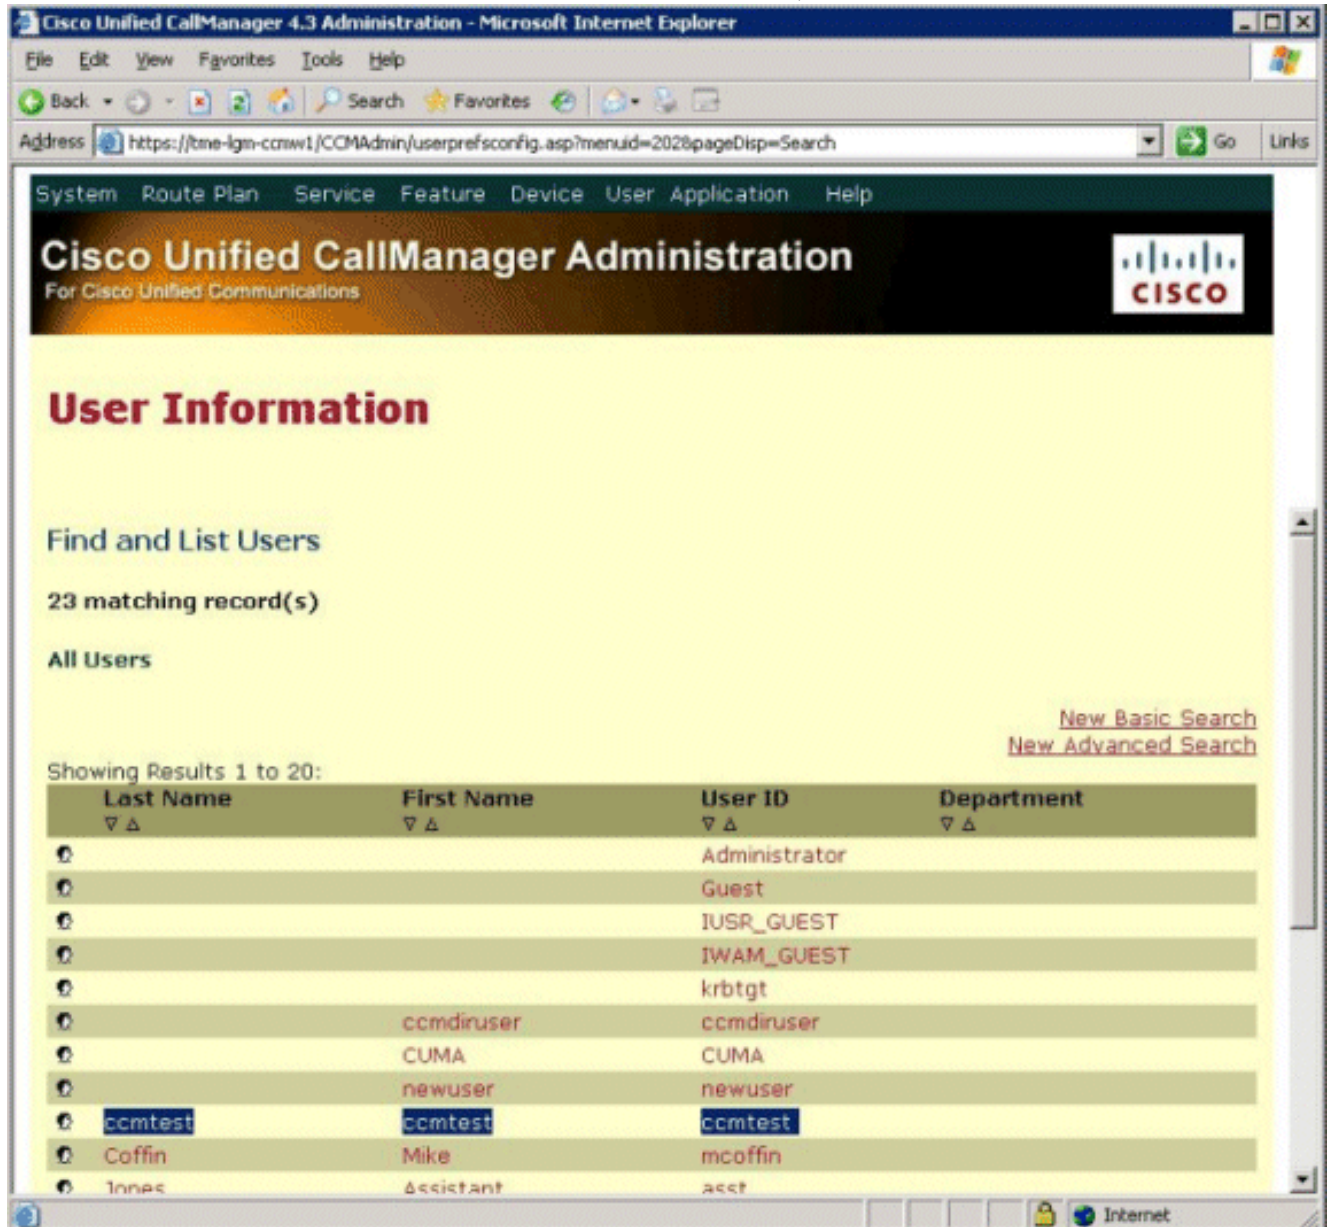 Cisco Unified CallManager 4.3 Administration - Microsoft Internet Explorer
File Edit View Favorites Tools Help
Back Search Favorites
Address https://tme-lgm-ccmw1/CCMAdmin/userprefsconfig.asp?menuid=202&pageDisp=Search Go Links
System Route Plan Service Feature Device User Application Help
Cisco Unified CallManager Administration
For Cisco Unified Communications
CISCO
User Information
Find and List Users
23 matching record(s)
All Users
New Basic Search
New Advanced Search
Showing Results 1 to 20:
Last Name First Name User ID Department
Administrator
Guest
IUSR_GUEST
IWAM_GUEST
krbtgt
ccmdiruser ccmdiruser
CUMA CUMA
newuser newuser
ccmtest ccmtest ccmtest
Coffin Mike mcoffin
Jones Assistant asst
Internet